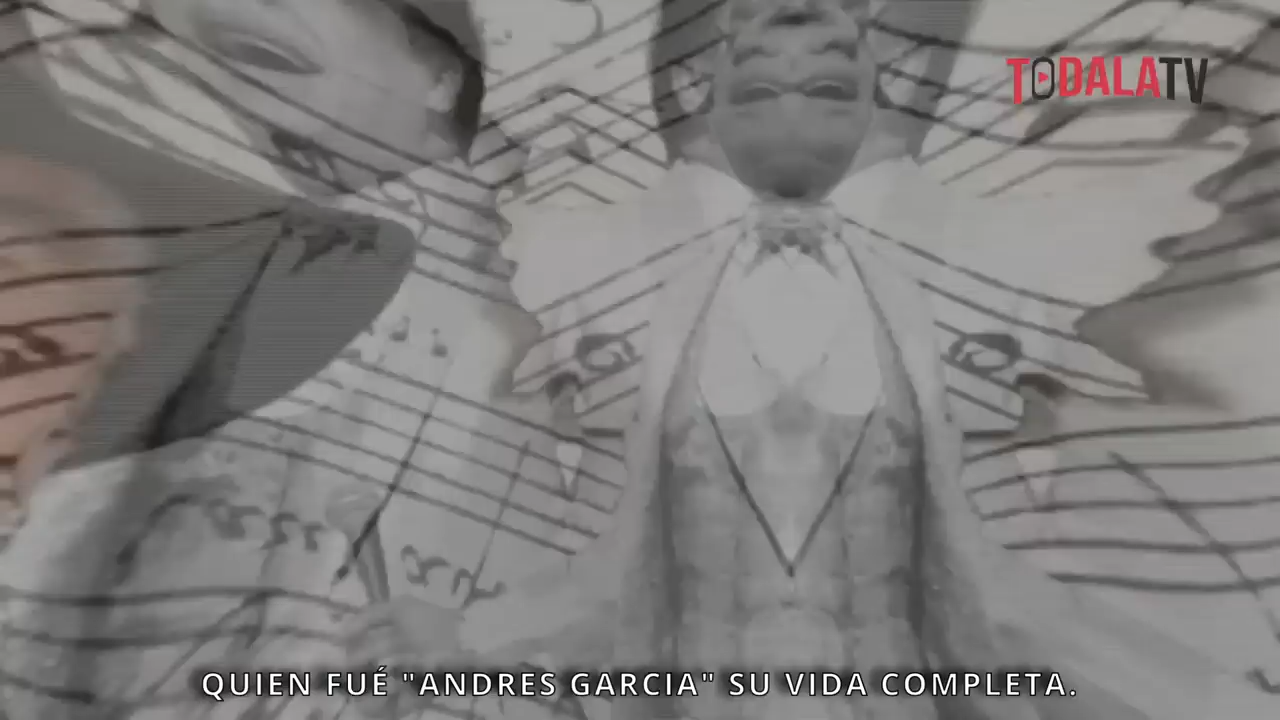 TODALATV
QUIEN FUÉ "ANDRES GARCIA" SU VIDA COMPLETA.